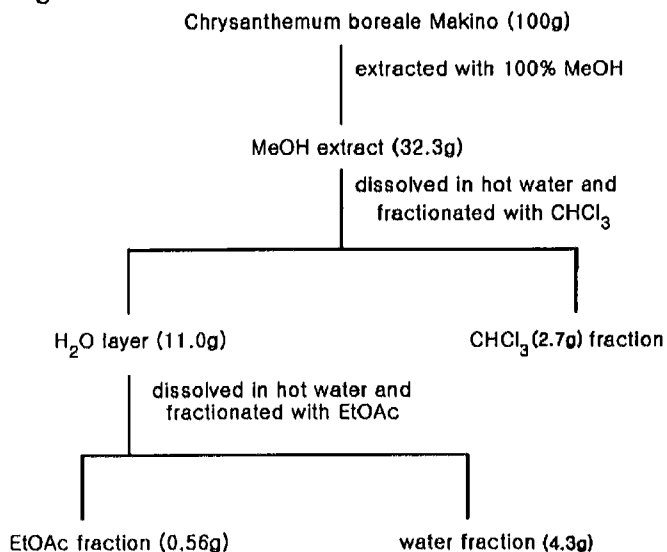 Chrysanthemum boreale Makino (100g)
extracted with 100% MeOH
MeOH extract (32.3g)
dissolved in hot water and
fractionated with CHCl₃
H₂O layer (11.0g)
CHCl₃(2.7g) fraction
dissolved in hot water and
fractionated with EtOAc
EtOAc fraction (0.56g)
water fraction (4.3g)